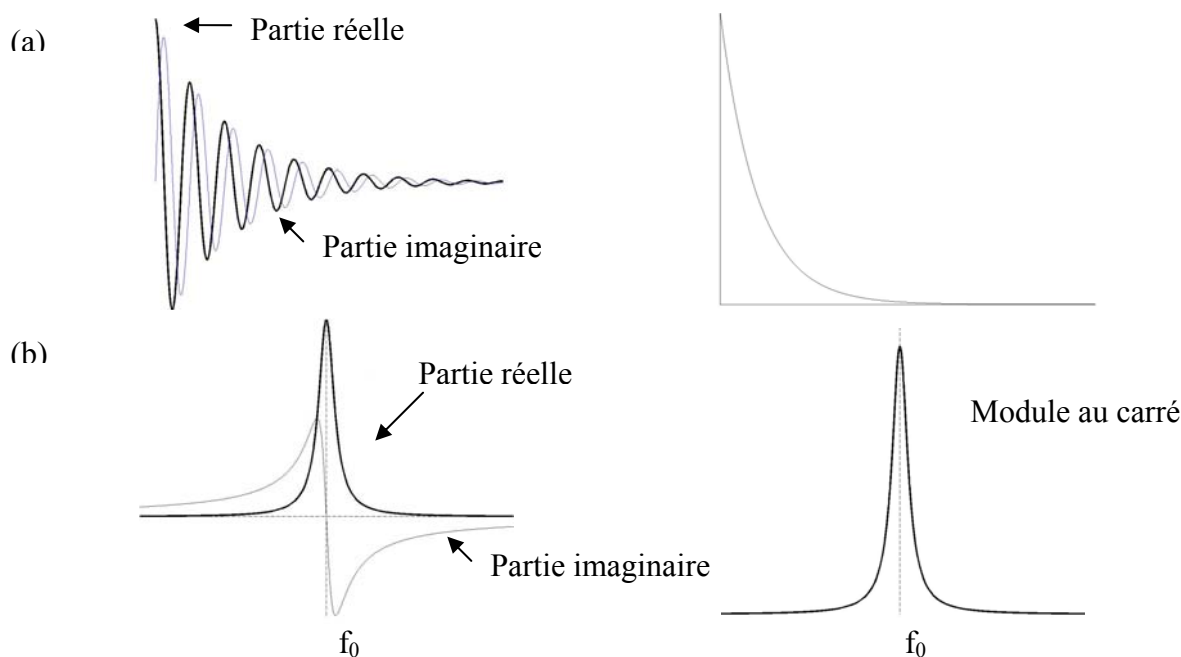 (a)
Partie réelle
Partie imaginaire
(b)
Partie réelle
Module au carré
Partie imaginaire
f₀
f₀